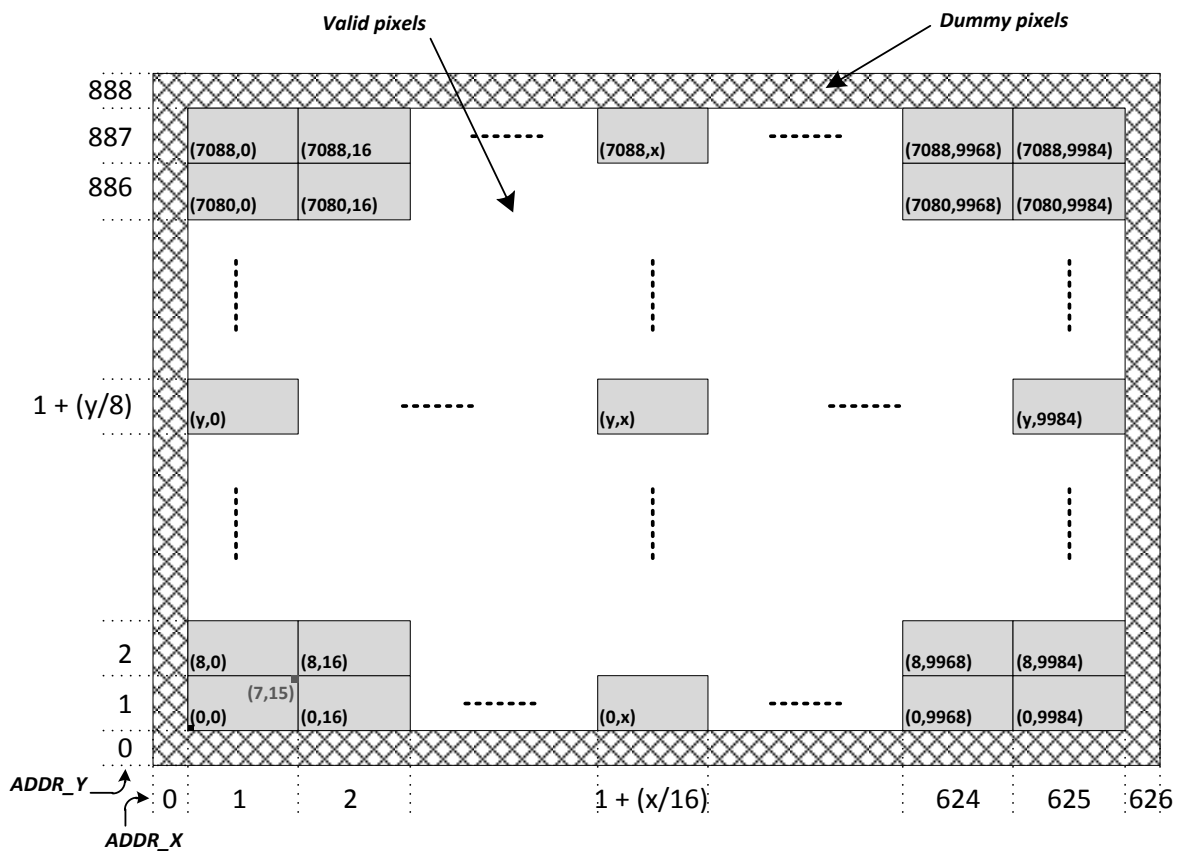 Valid pixels Dummy pixels
888
887
(7088,0) (7088,16 (7088,x) (7088,9968) (7088,9984)
886
(7080,0) (7080,16) (7080,9968) (7080,9984)
1 + (y/8)
(y,0) (y,x) (y,9984)
2
(8,0) (8,16) (8,9968) (8,9984)
(7,15)
1
(0,0) (0,16) (0,x) (0,9968) (0,9984)
0
ADDR_Y
0 1 2 1 + (x/16) 624 625 626
ADDR_X